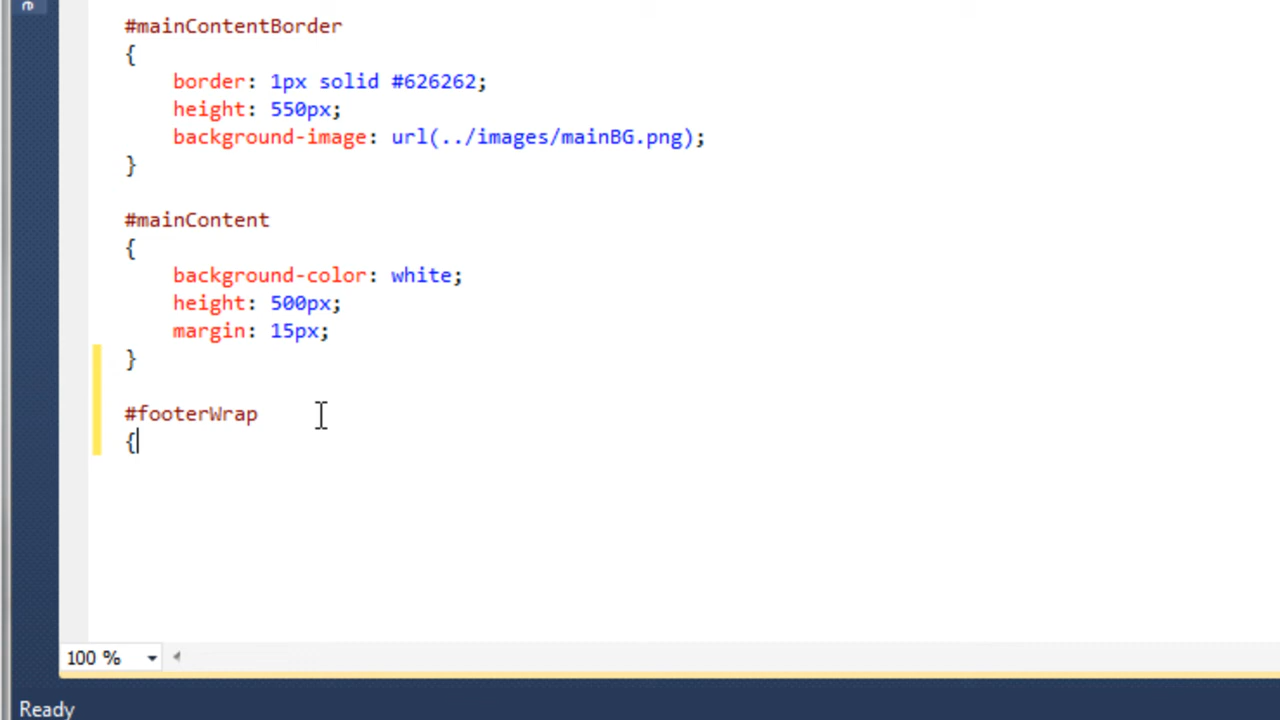 e
#mainContentBorder
{
border: 1px solid #626262;
height: 550px;
background-image: url(../images/mainBG.png);
}
#mainContent
{
background-color: white;
height: 500px;
margin: 15px;
}
#footerWrap
{
100 %
Ready